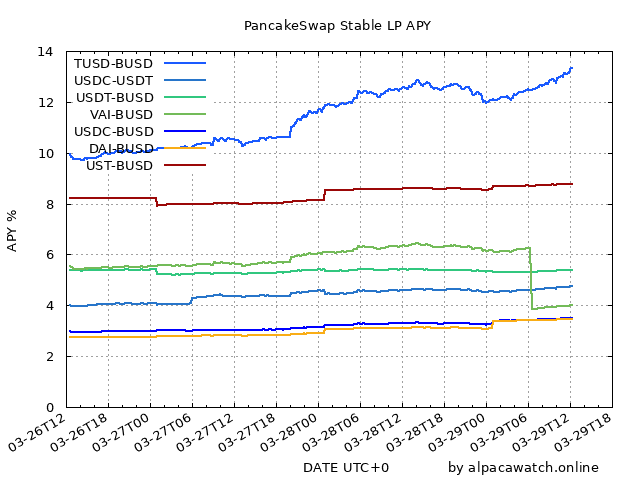 PancakeSwap Stable LP APY
APY %
14
12
10
8
6
4
2
0
TUSD-BUSD
USDC-USDT
USDT-BUSD
VAI-BUSD
USDC-BUSD
DAI-BUSD
UST-BUSD
03-26T12
03-26T18
03-27T00
03-27T06
03-27T12
03-27T18
03-28T00
03-28T06
03-28T12
03-28T18
03-29T00
03-29T06
03-29T12
03-29T18
DATE UTC+0
by alpacawatch.online